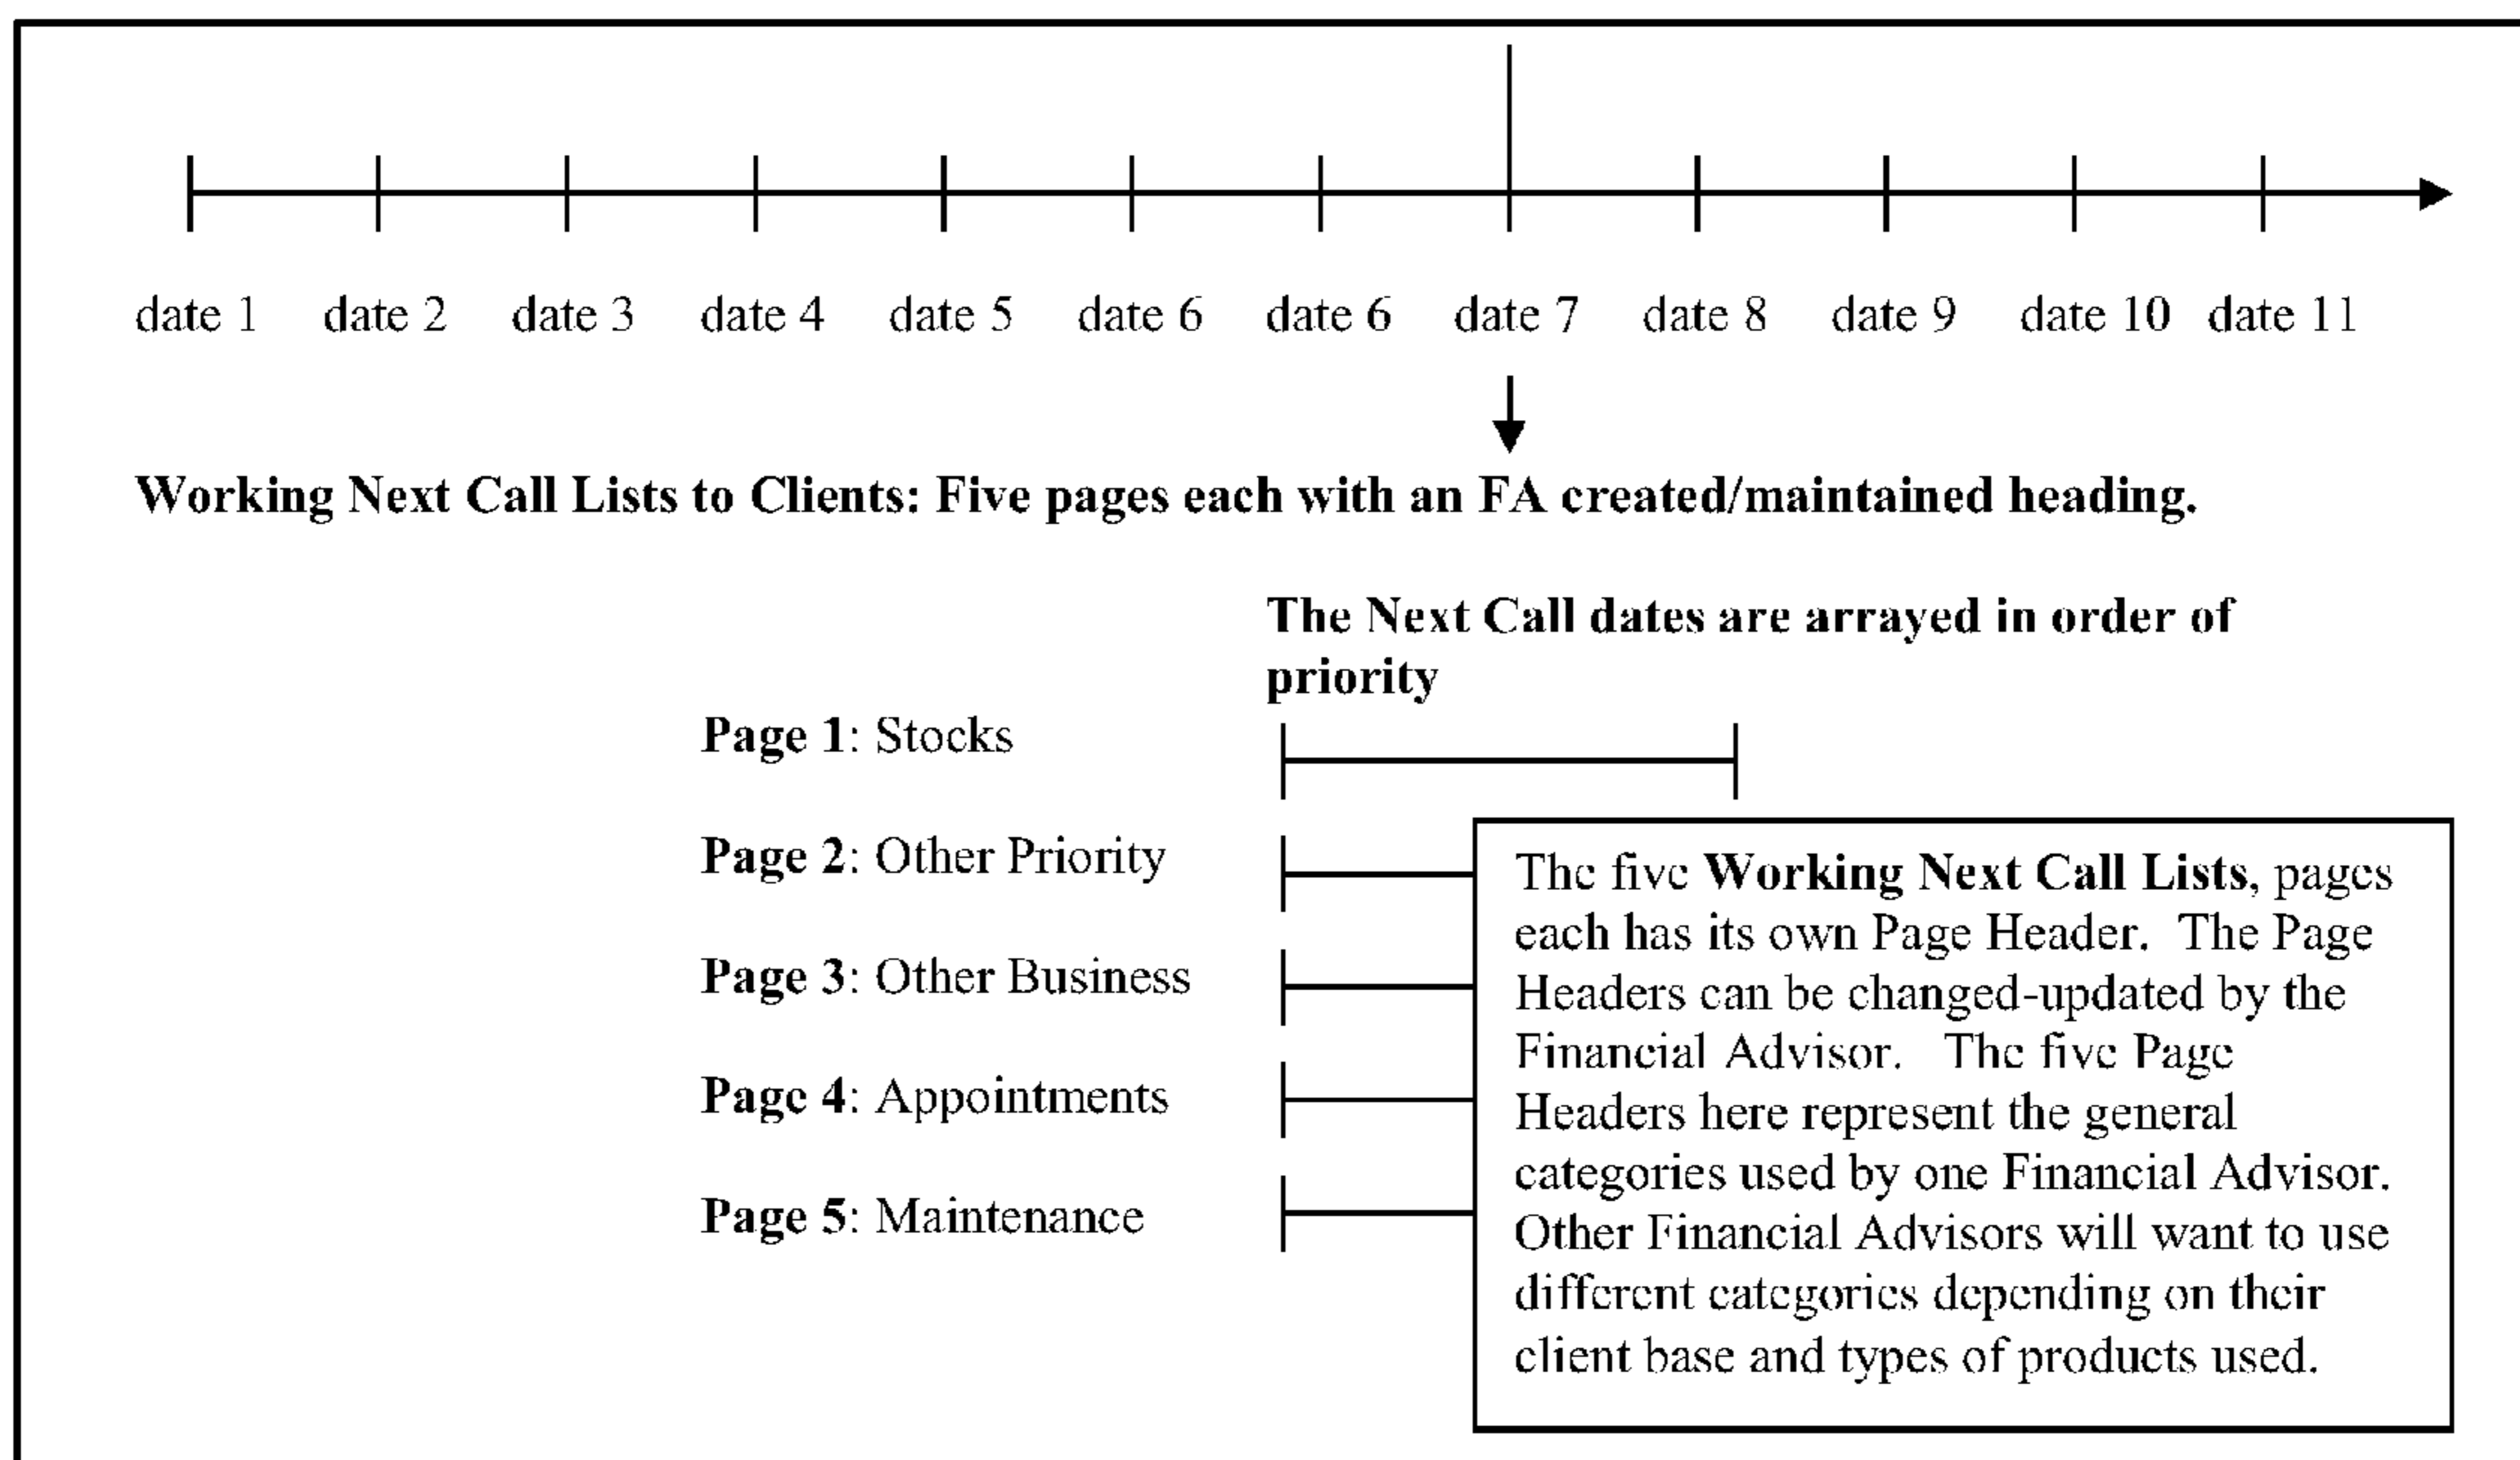 date 1 date 2 date 3 date 4 date 5 date 6 date 6 date 7 date 8 date 9 date 10 date 11
Working Next Call Lists to Clients: Five pages each with an FA created/maintained heading.
The Next Call dates are arrayed in order of
priority
Page 1: Stocks
Page 2: Other Priority
Page 3: Other Business
Page 4: Appointments
Page 5: Maintenance
The five Working Next Call Lists, pages
each has its own Page Header. The Page
Headers can be changed-updated by the
Financial Advisor. The five Page
Headers here represent the general
categories used by one Financial Advisor.
Other Financial Advisors will want to use
different categories depending on their
client base and types of products used.